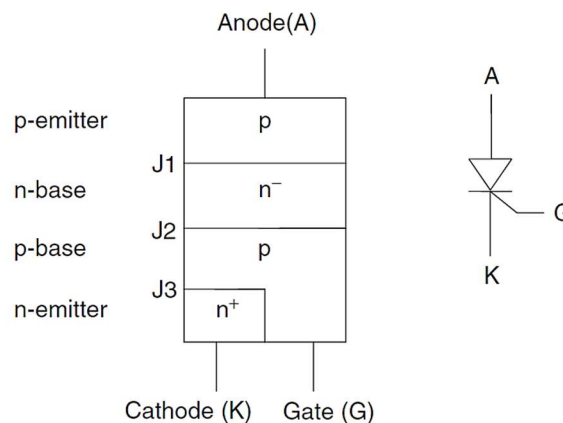 Anode(A)
p-emitter
p
J1
n-base
n⁻
J2
p-base
p
J3
n-emitter
n⁺
Cathode (K)
Gate (G)
A
G
K